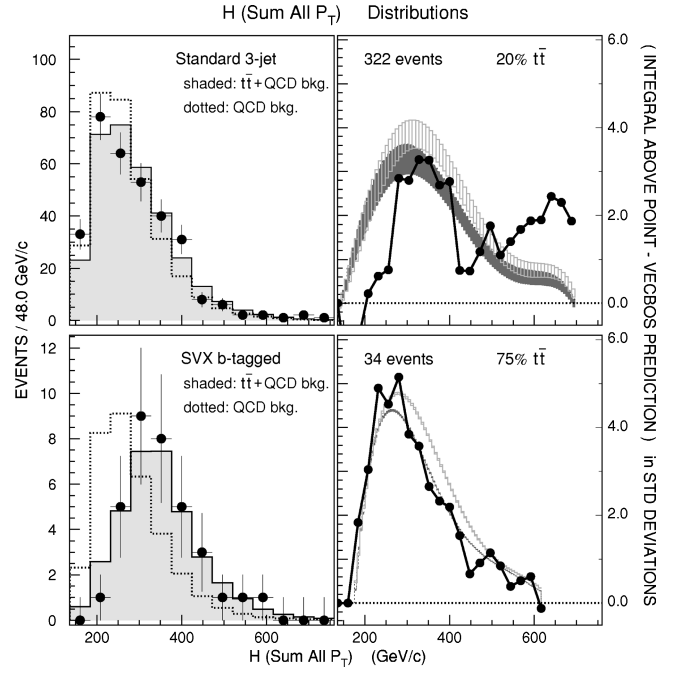 H (Sum All P_T) Distributions
Standard 3-jet
shaded: tt̄+QCD bkg.
dotted: QCD bkg.
322 events 20% tt̄
SVX b-tagged
shaded: tt̄+QCD bkg.
dotted: QCD bkg.
34 events 75% tt̄
EVENTS / 48.0 GeV/c
100
80
60
40
20
0
12
10
8
6
4
2
0
6.0
4.0
2.0
0.0
6.0
4.0
2.0
0.0
( INTEGRAL ABOVE POINT - VECBOS PREDICTION ) in STD DEVIATIONS
200 400 600 200 400 600
H (Sum All P_T) (GeV/c)